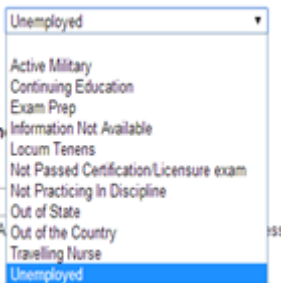 Unemployed
Active Military
Continuing Education
Exam Prep
Information Not Available
Locum Tenens
Not Passed Certification/Licensure exam
Not Practicing In Discipline
Out of State
Out of the Country
Travelling Nurse
Unemployed